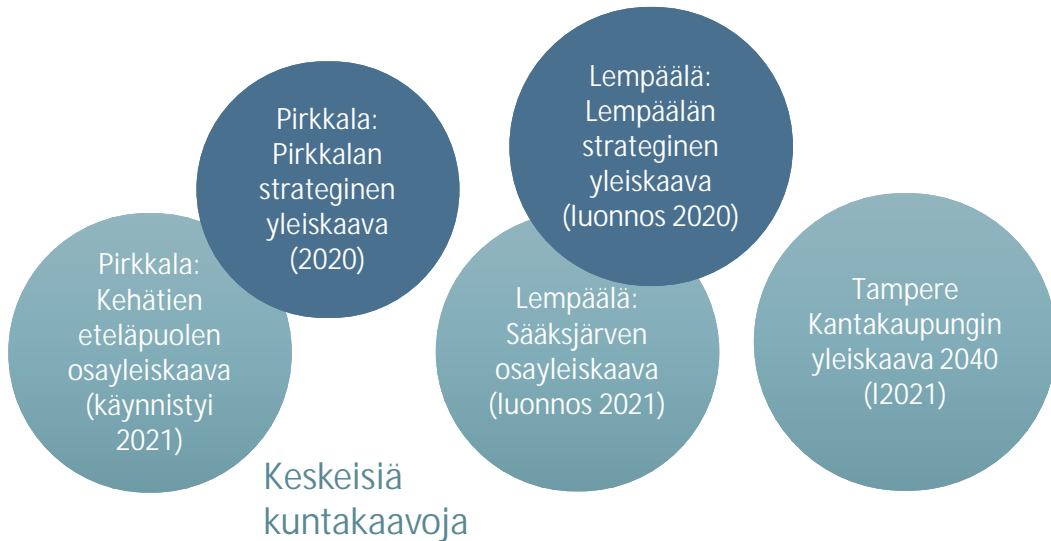 Pirkkala:
Pirkkalan
strateginen
yleiskaava
(2020)
Lempäälä:
Lempäälän
strateginen
yleiskaava
(luonnos 2020)
Pirkkala:
Kehätien
eteläpuolen
osayleiskaava
(käynnistyi
2021)
Lempäälä:
Sääksjärven
osayleiskaava
(luonnos 2021)
Tampere
Kantakaupungin
yleiskaava 2040
(l2021)
Keskeisiä
kuntakaavoja